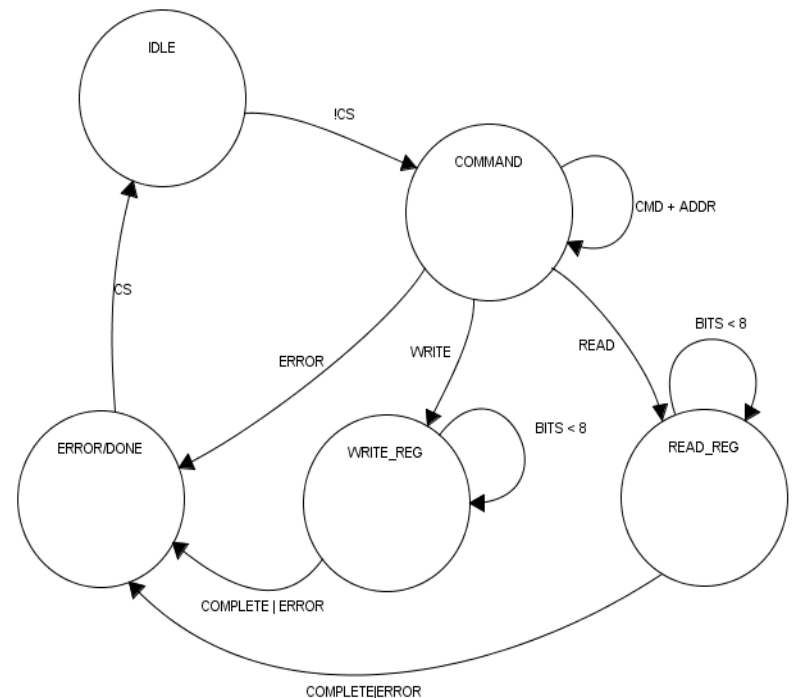 IDLE
!CS
COMMAND
CMD + ADDR
CS
ERROR
WRITE
READ
BITS < 8
ERROR/DONE
WRITE_REG
BITS < 8
READ_REG
COMPLETE | ERROR
COMPLETE|ERROR